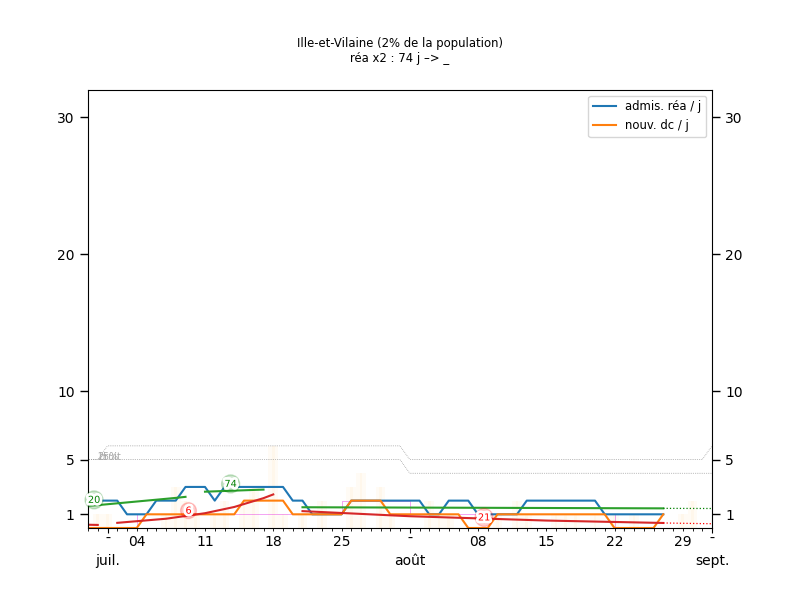 Ille-et-Vilaine (2% de la population)
réa x2 : 74 j –> _
admis. réa / j
nouv. dc / j
30 30
20 20
10 10
5 5
1 1
20
6
74
21
- 04 11 18 25 - 08 15 22 29 -
juil. août sept.